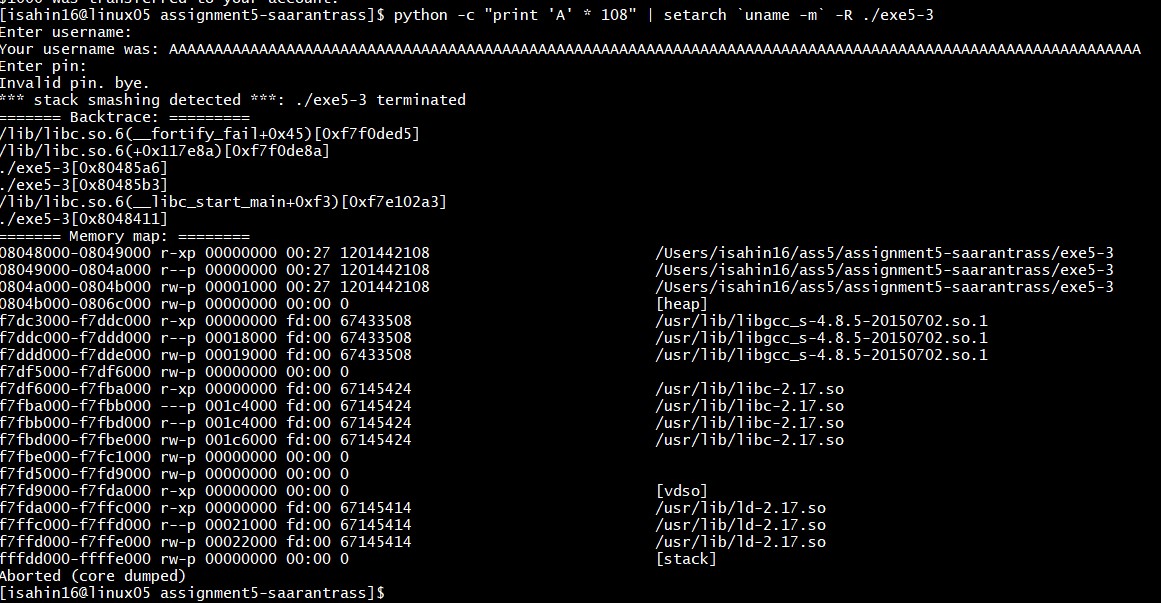 $1000 was transferred to your account.
[isahin16@linux05 assignment5-saarantrass]$ python -c "print 'A' * 108" | setarch `uname -m` -R ./exe5-3
Enter username:
Your username was: AAAAAAAAAAAAAAAAAAAAAAAAAAAAAAAAAAAAAAAAAAAAAAAAAAAAAAAAAAAAAAAAAAAAAAAAAAAAAAAAAAAAAAAAAAAAAAAAAAAAAAAAAAAA
Enter pin:
Invalid pin. bye.
*** stack smashing detected ***: ./exe5-3 terminated
======= Backtrace: =========
/lib/libc.so.6(__fortify_fail+0x45)[0xf7f0ded5]
/lib/libc.so.6(+0x117e8a)[0xf7f0de8a]
./exe5-3[0x80485a6]
./exe5-3[0x80485b3]
/lib/libc.so.6(__libc_start_main+0xf3)[0xf7e102a3]
./exe5-3[0x8048411]
======= Memory map: ========
08048000-08049000 r-xp 00000000 00:27 1201442108 /Users/isahin16/ass5/assignment5-saarantrass/exe5-3
08049000-0804a000 r--p 00000000 00:27 1201442108 /Users/isahin16/ass5/assignment5-saarantrass/exe5-3
0804a000-0804b000 rw-p 00001000 00:27 1201442108 /Users/isahin16/ass5/assignment5-saarantrass/exe5-3
0804b000-0806c000 rw-p 00000000 00:00 0 [heap]
f7dc3000-f7ddc000 r-xp 00000000 fd:00 67433508 /usr/lib/libgcc_s-4.8.5-20150702.so.1
f7ddc000-f7ddd000 r--p 00018000 fd:00 67433508 /usr/lib/libgcc_s-4.8.5-20150702.so.1
f7ddd000-f7dde000 rw-p 00019000 fd:00 67433508 /usr/lib/libgcc_s-4.8.5-20150702.so.1
f7df5000-f7df6000 rw-p 00000000 00:00 0
f7df6000-f7fba000 r-xp 00000000 fd:00 67145424 /usr/lib/libc-2.17.so
f7fba000-f7fbb000 ---p 001c4000 fd:00 67145424 /usr/lib/libc-2.17.so
f7fbb000-f7fbd000 r--p 001c4000 fd:00 67145424 /usr/lib/libc-2.17.so
f7fbd000-f7fbe000 rw-p 001c6000 fd:00 67145424 /usr/lib/libc-2.17.so
f7fbe000-f7fc1000 rw-p 00000000 00:00 0
f7fd5000-f7fd9000 rw-p 00000000 00:00 0
f7fd9000-f7fda000 r-xp 00000000 00:00 0 [vdso]
f7fda000-f7ffc000 r-xp 00000000 fd:00 67145414 /usr/lib/ld-2.17.so
f7ffc000-f7ffd000 r--p 00021000 fd:00 67145414 /usr/lib/ld-2.17.so
f7ffd000-f7ffe000 rw-p 00022000 fd:00 67145414 /usr/lib/ld-2.17.so
fffdd000-ffffe000 rw-p 00000000 00:00 0 [stack]
Aborted (core dumped)
[isahin16@linux05 assignment5-saarantrass]$